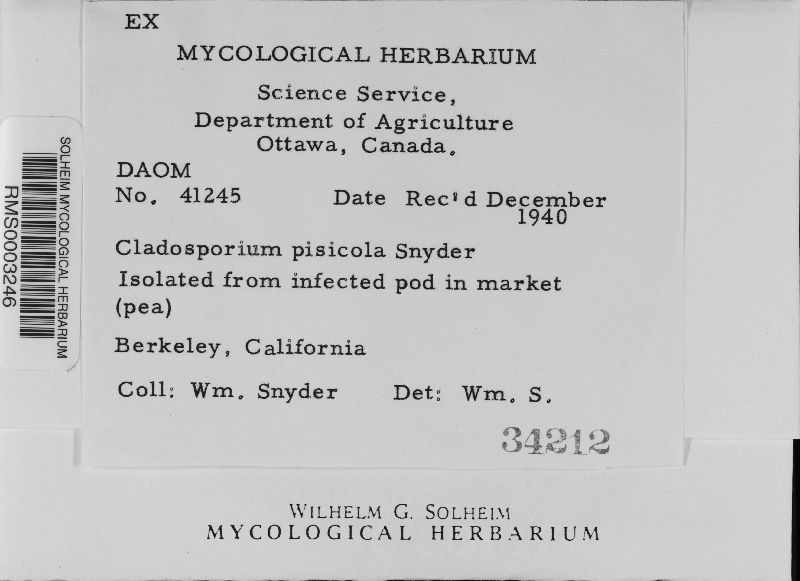 EX
MYCOLOGICAL HERBARIUM
Science Service,
Department of Agriculture
Ottawa, Canada.
DAOM
No. 41245 Date Rec'd December
1940
Cladosporium pisicola Snyder
Isolated from infected pod in market
(pea)
Berkeley, California
Coll: Wm. Snyder Det: Wm. S.
34212
WILHELM G. SOLHEIM
MYCOLOGICAL HERBARIUM
SOLHEIM MYCOLOGICAL HERBARIUM
RMS0003246